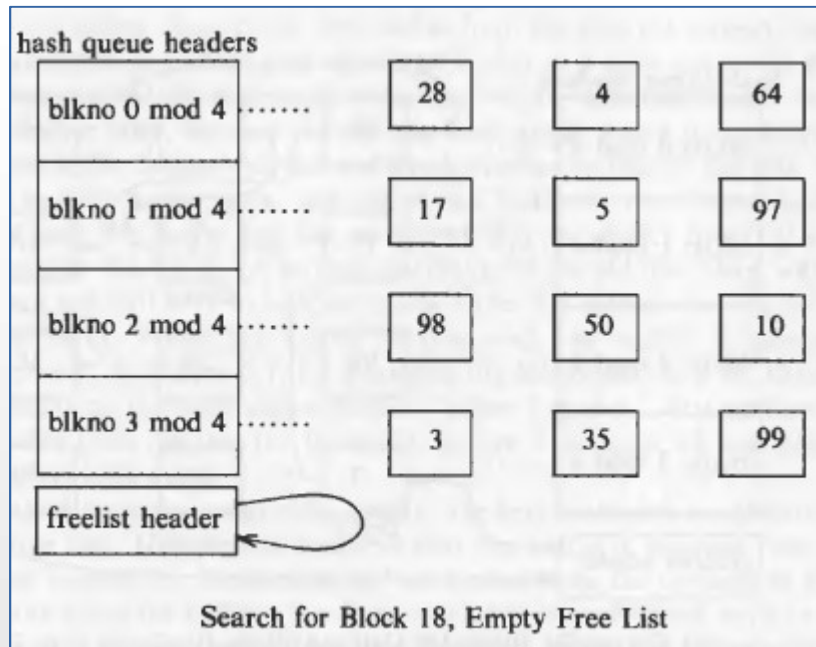 hash queue headers
blkno 0 mod 4 ...... 28 4 64
blkno 1 mod 4 ...... 17 5 97
blkno 2 mod 4 ...... 98 50 10
blkno 3 mod 4 ...... 3 35 99
freelist header
Search for Block 18, Empty Free List